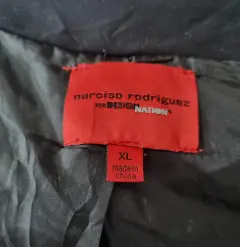 narciso rodriguez
FOR DESIGN NATION
XL
made in
china